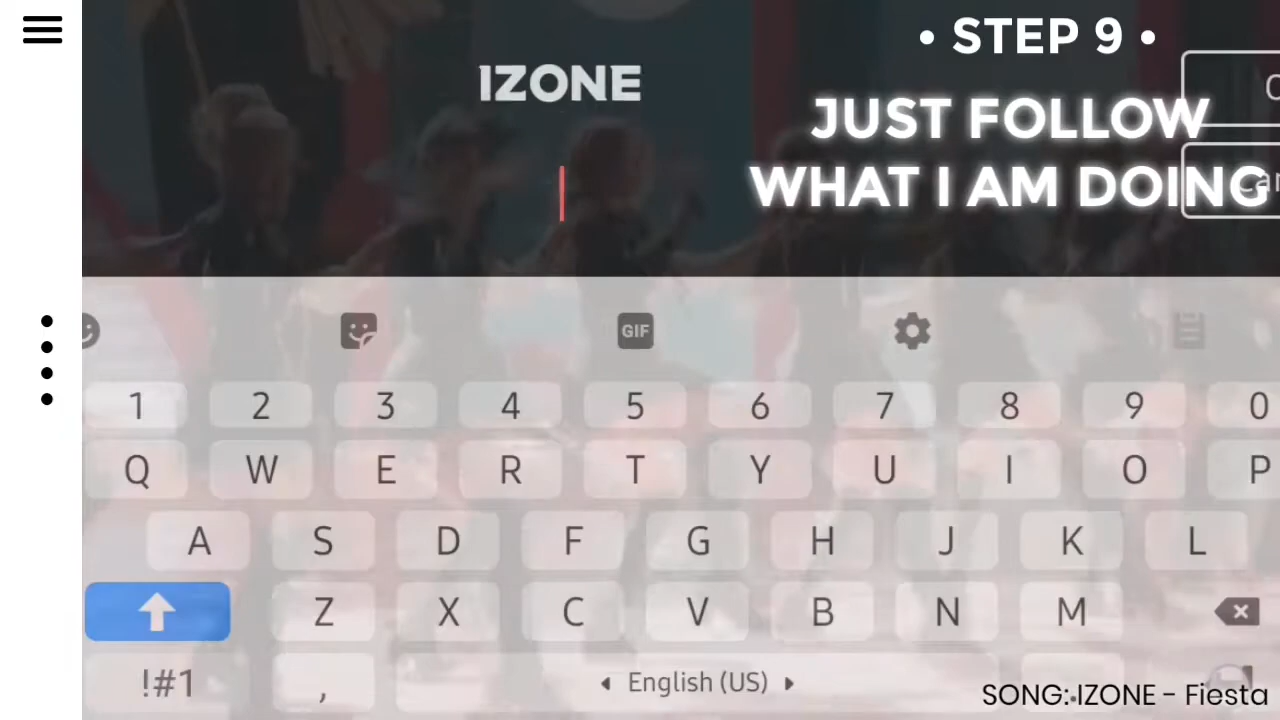 • STEP 9 •
IZONE
JUST FOLLOW
WHAT I AM DOING
GIF
1 2 3 4 5 6 7 8 9 0
Q W E R T Y U I O P
A S D F G H J K L
Z X C V B N M
!#1 , English (US)
SONG: IZONE - Fiesta